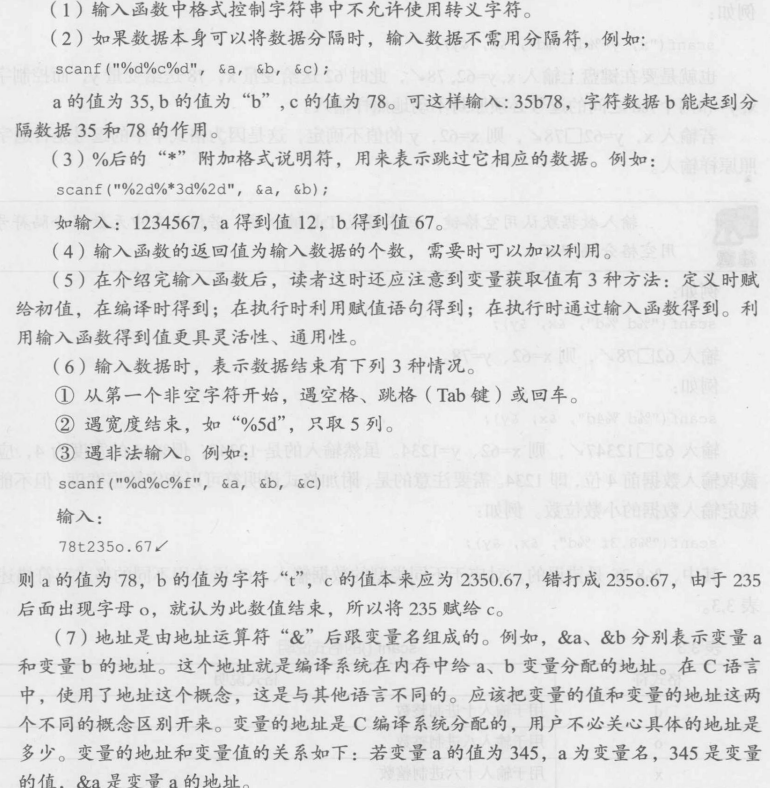 (1)输入函数中格式控制字符串中不允许使用转义字符。
(2)如果数据本身可以将数据分隔时，输入数据不需用分隔符，例如：
scanf("%d%c%d", &a, &b, &c);
a 的值为 35, b 的值为“b”, c 的值为 78。可这样输入：35b78，字符数据 b 能起到分
隔数据 35 和 78 的作用。
(3)%后的“*”附加格式说明符，用来表示跳过它相应的数据。例如：
scanf("%2d%*3d%2d", &a, &b);
如输入：1234567，a 得到值 12，b 得到值 67。
(4)输入函数的返回值为输入数据的个数，需要时可以加以利用。
(5)在介绍完输入函数后，读者这时还应注意到变量获取值有 3 种方法：定义时赋
给初值，在编译时得到；在执行时利用赋值语句得到；在执行时通过输入函数得到。利
用输入函数得到值更具灵活性、通用性。
(6)输入数据时，表示数据结束有下列 3 种情况。
① 从第一个非空字符开始，遇空格、跳格（Tab 键）或回车。
② 遇宽度结束，如“%5d”，只取 5 列。
③ 遇非法输入。例如：
scanf("%d%c%f", &a, &b, &c)
输入：
78t235o.67↙
则 a 的值为 78，b 的值为字符“t”，c 的值本来应为 2350.67，错打成 235o.67，由于 235
后面出现字母 o，就认为此数值结束，所以将 235 赋给 c。
(7)地址是由地址运算符“&”后跟变量名组成的。例如，&a、&b 分别表示变量 a
和变量 b 的地址。这个地址就是编译系统在内存中给 a、b 变量分配的地址。在 C 语言
中，使用了地址这个概念，这是与其他语言不同的。应该把变量的值和变量的地址这两
个不同的概念区别开来。变量的地址是 C 编译系统分配的，用户不必关心具体的地址是
多少。变量的地址和变量值的关系如下：若变量 a 的值为 345，a 为变量名，345 是变量
的值，&a 是变量 a 的地址。